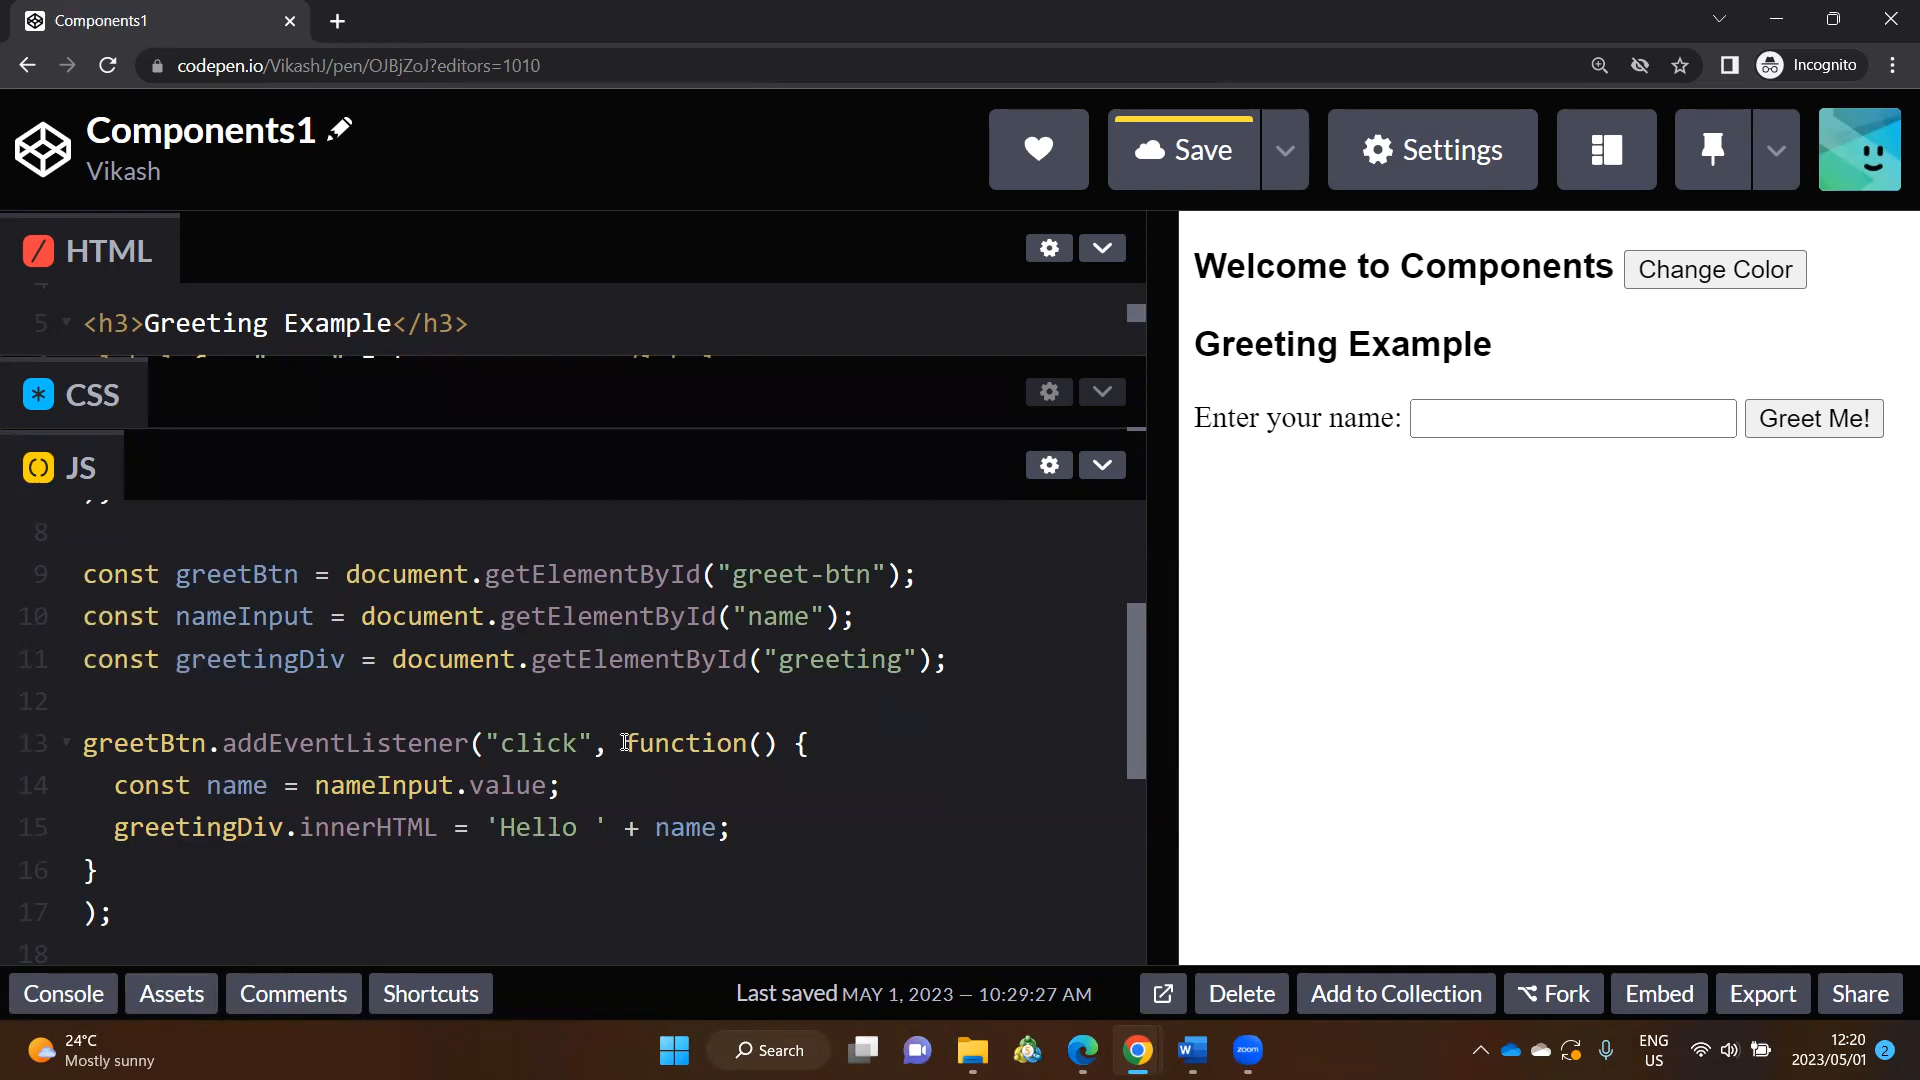 Components1
codepen.io/VikashJ/pen/OJBjZoJ?editors=1010
Incognito
Components1
Vikash
Save
Settings
HTML
5 <h3>Greeting Example</h3>
CSS
JS
8
9 const greetBtn = document.getElementById("greet-btn");
10 const nameInput = document.getElementById("name");
11 const greetingDiv = document.getElementById("greeting");
12
13 greetBtn.addEventListener("click", function() {
14 const name = nameInput.value;
15 greetingDiv.innerHTML = 'Hello ' + name;
16 }
17 );
18
Welcome to Components Change Color
Greeting Example
Enter your name: Greet Me!
Console Assets Comments Shortcuts Last saved MAY 1, 2023 — 10:29:27 AM Delete Add to Collection Fork Embed Export Share
24°C
Mostly sunny
Search
zoom
ENG
US
12:20
2023/05/01
2